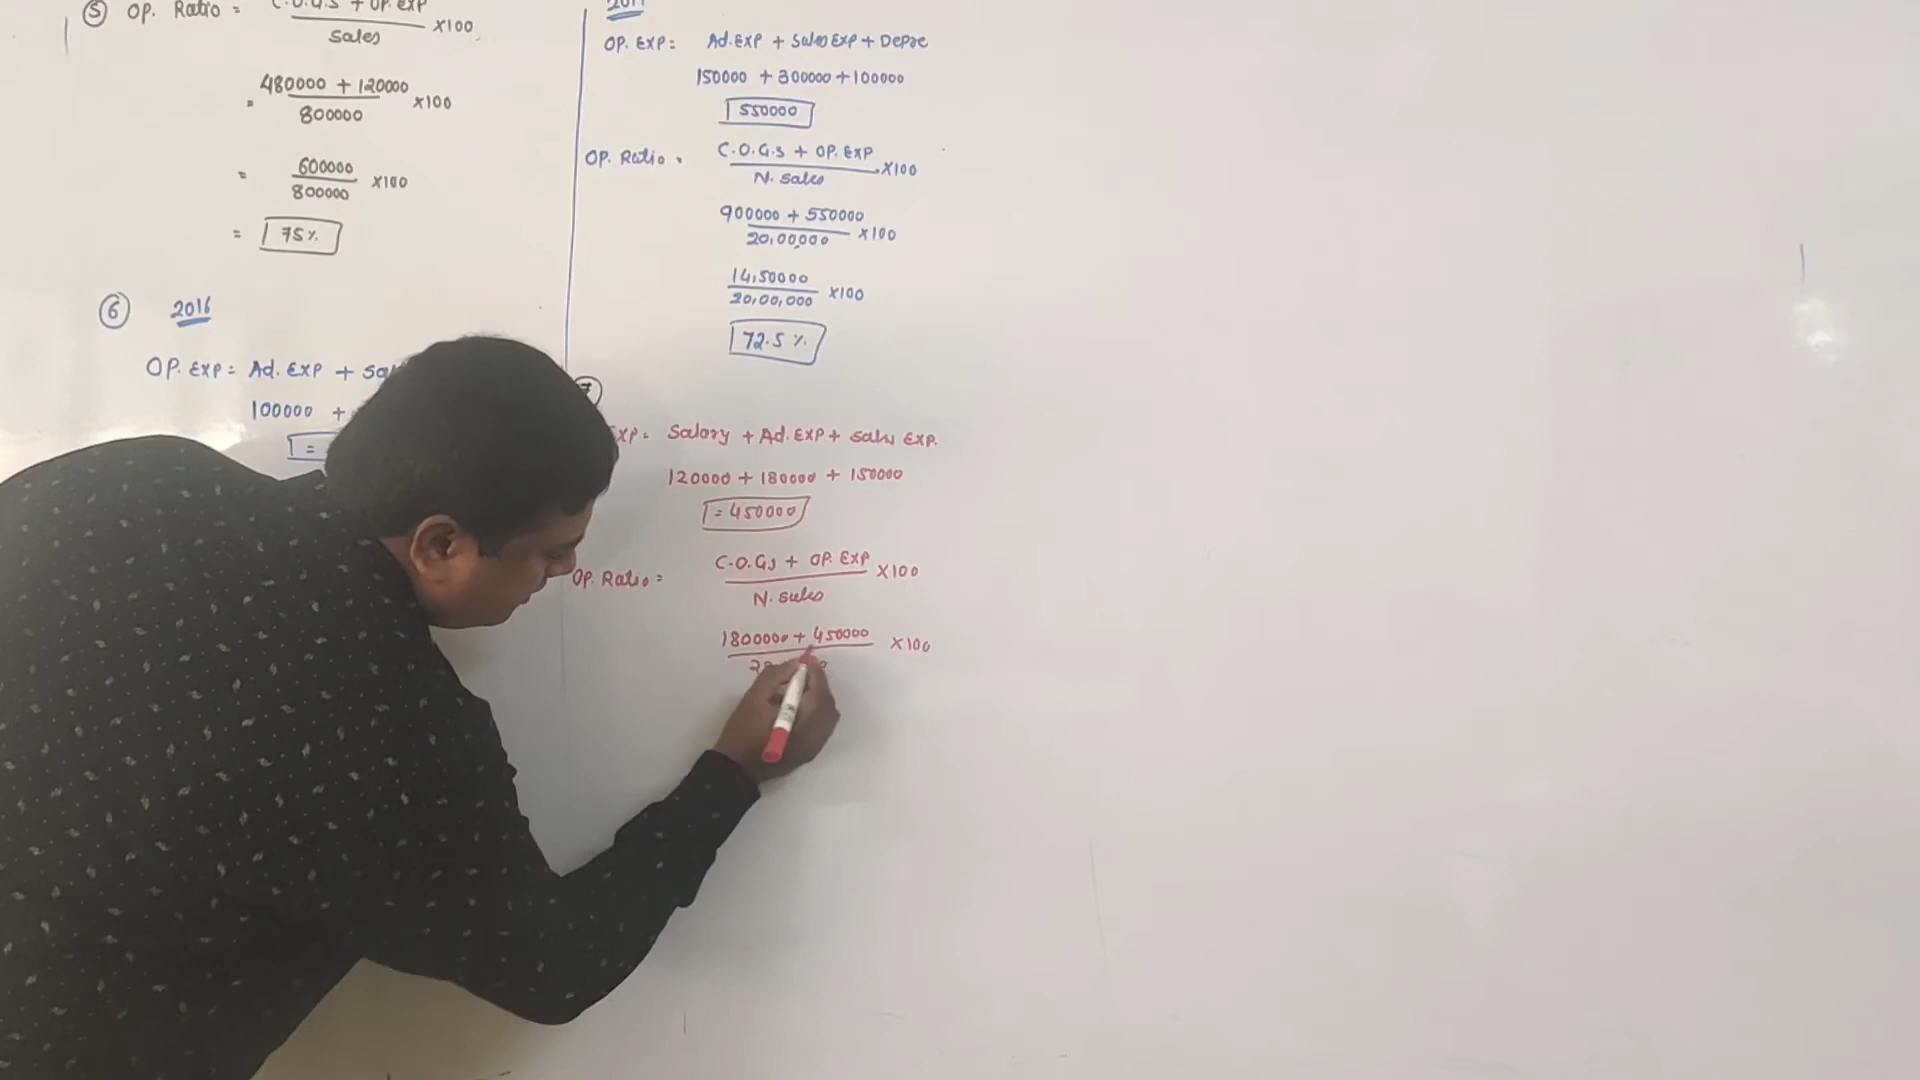 ⑤ OP. Ratio = C.O.G.S + OP. EXP
Sales
×100
= 480000 + 120000
800000
×100
= 600000
800000
×100
= 75%
⑥ 2016
OP. EXP = Ad. EXP +
100000 +
=
2017
OP. EXP = Ad. EXP + Sales EXP + Depre
150000 + 300000 + 100000
550000
OP. Ratio = C.O.G.S + OP. EXP
N. Sales
×100
900000 + 550000
20,00,000
×100
14,50000
20,00,000
×100
72.5%
EXP = Salary + Ad. EXP + Sales EXP.
120000 + 180000 + 150000
= 450000
OP. Ratio = C.O.G.S + OP. EXP
N. Sales
×100
1800000 + 450000
×100